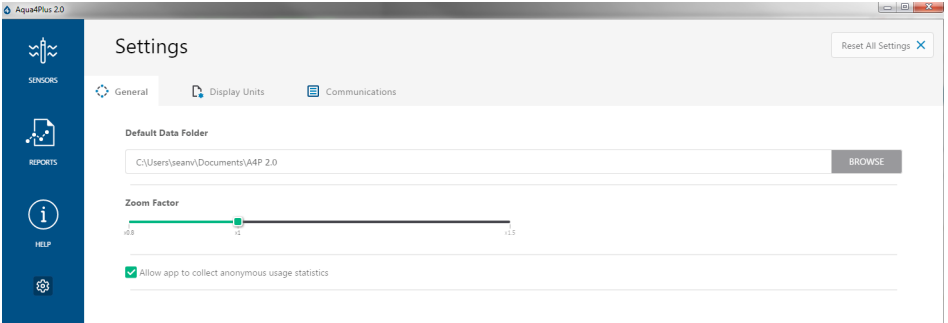 Aqua4Plus 2.0
SENSORS
REPORTS
HELP
Settings
Reset All Settings
General
Display Units
Communications
Default Data Folder
C:\Users\seanv\Documents\A4P 2.0
BROWSE
Zoom Factor
x0.8 x1 x1.5
Allow app to collect anonymous usage statistics